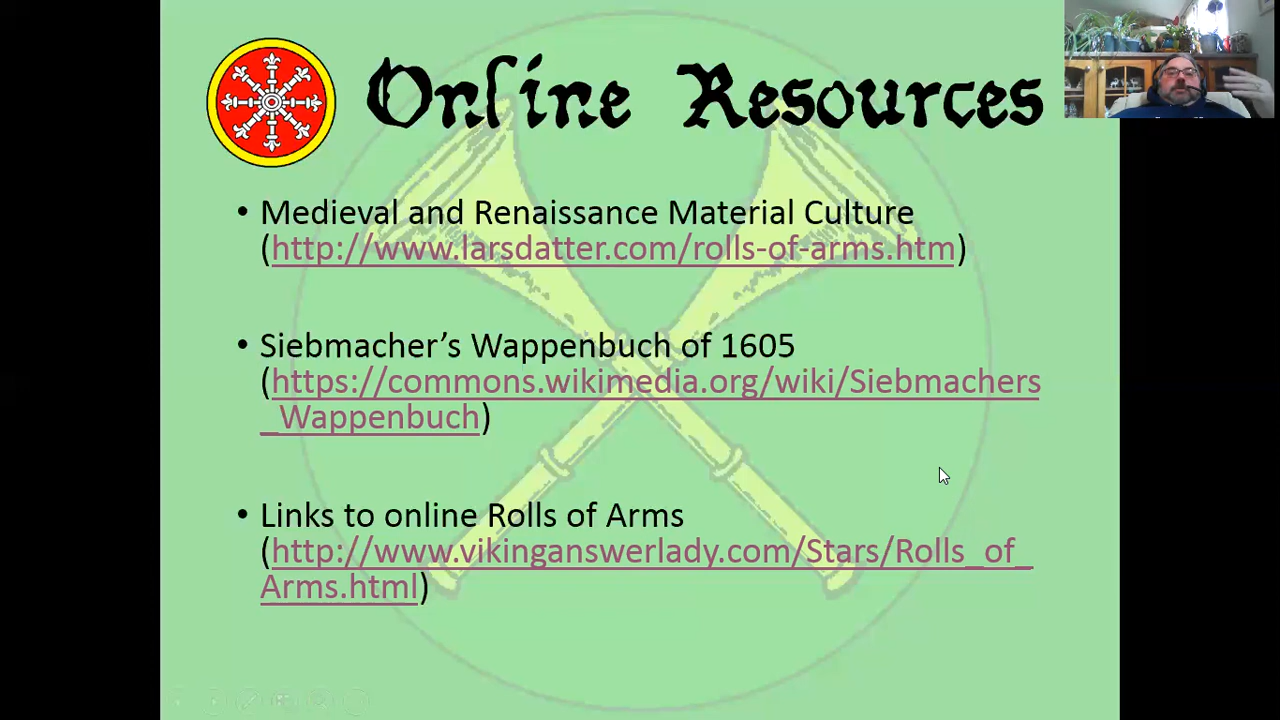 Online Resources
• Medieval and Renaissance Material Culture
(http://www.larsdatter.com/rolls-of-arms.htm)
• Siebmacher’s Wappenbuch of 1605
(https://commons.wikimedia.org/wiki/Siebmachers
_Wappenbuch)
• Links to online Rolls of Arms
(http://www.vikinganswerlady.com/Stars/Rolls_of_
Arms.html)